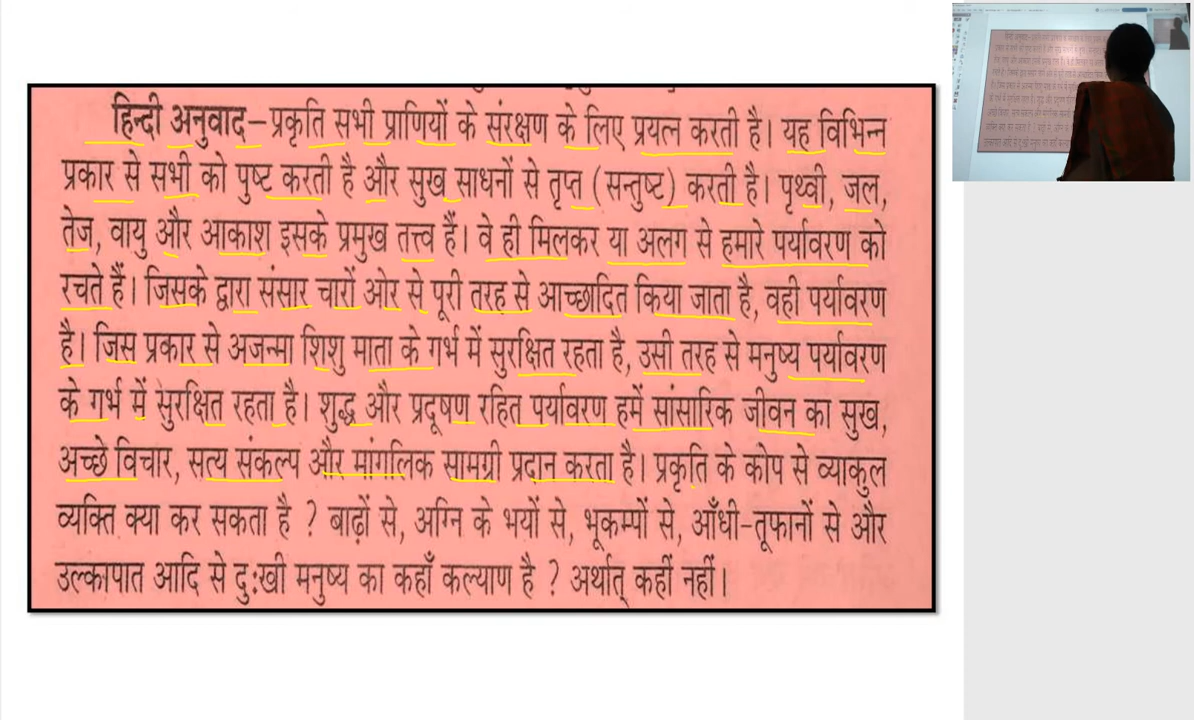 हिन्दी अनुवाद–प्रकृति सभी प्राणियों के संरक्षण के लिए प्रयत्न करती है। यह विभिन्न
प्रकार से सभी को पुष्ट करती है और सुख साधनों से तृप्त (सन्तुष्ट) करती है। पृथ्वी, जल,
तेज, वायु और आकाश इसके प्रमुख तत्त्व हैं। वे ही मिलकर या अलग से हमारे पर्यावरण को
रचते हैं। जिसके द्वारा संसार चारों ओर से पूरी तरह से आच्छादित किया जाता है, वही पर्यावरण
है। जिस प्रकार से अजन्मा शिशु माता के गर्भ में सुरक्षित रहता है, उसी तरह से मनुष्य पर्यावरण
के गर्भ में सुरक्षित रहता है। शुद्ध और प्रदूषण रहित पर्यावरण हमें सांसारिक जीवन का सुख,
अच्छे विचार, सत्य संकल्प और मांगलिक सामग्री प्रदान करता है। प्रकृति के कोप से व्याकुल
व्यक्ति क्या कर सकता है ? बाढ़ों से, अग्नि के भयों से, भूकम्पों से, आँधी–तूफानों से और
उल्कापात आदि से दुःखी मनुष्य का कहाँ कल्याण है ? अर्थात् कहीं नहीं।